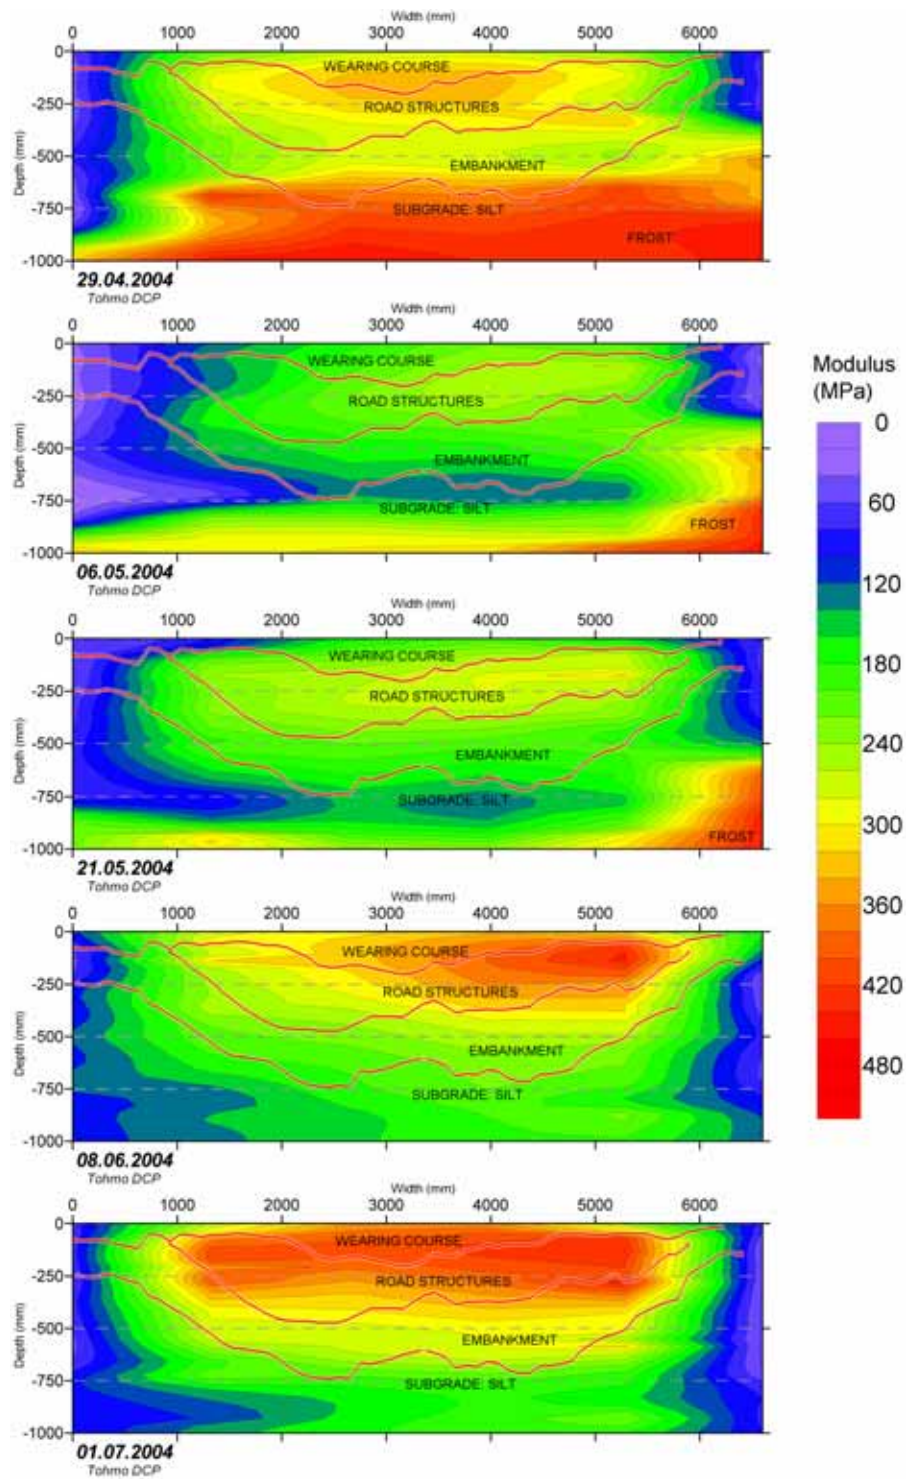 Width (mm)
0 1000 2000 3000 4000 5000 6000
0
-250
-500
-750
-1000
Depth (mm)
WEARING COURSE
ROAD STRUCTURES
EMBANKMENT
SUBGRADE: SILT
FROST
29.04.2004
Tohmo DCP
Width (mm)
0 1000 2000 3000 4000 5000 6000
0
-250
-500
-750
-1000
Depth (mm)
WEARING COURSE
ROAD STRUCTURES
EMBANKMENT
SUBGRADE: SILT
FROST
06.05.2004
Tohmo DCP
Width (mm)
0 1000 2000 3000 4000 5000 6000
0
-250
-500
-750
-1000
Depth (mm)
WEARING COURSE
ROAD STRUCTURES
EMBANKMENT
SUBGRADE: SILT
FROST
21.05.2004
Tohmo DCP
Width (mm)
0 1000 2000 3000 4000 5000 6000
0
-250
-500
-750
-1000
Depth (mm)
WEARING COURSE
ROAD STRUCTURES
EMBANKMENT
SUBGRADE: SILT
08.06.2004
Tohmo DCP
Width (mm)
0 1000 2000 3000 4000 5000 6000
0
-250
-500
-750
-1000
Depth (mm)
WEARING COURSE
ROAD STRUCTURES
EMBANKMENT
SUBGRADE: SILT
01.07.2004
Tohmo DCP
Modulus
(MPa)
0
60
120
180
240
300
360
420
480